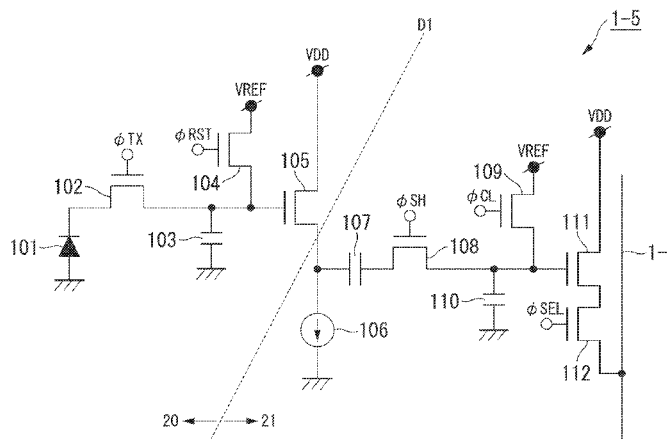 D1
1-5
VDD
VREF
φRST
φTX
105
102
104
101
103
VDD
VREF
109
φSH
φCL
107
108
111
1-
110
φSEL
106
112
20
21